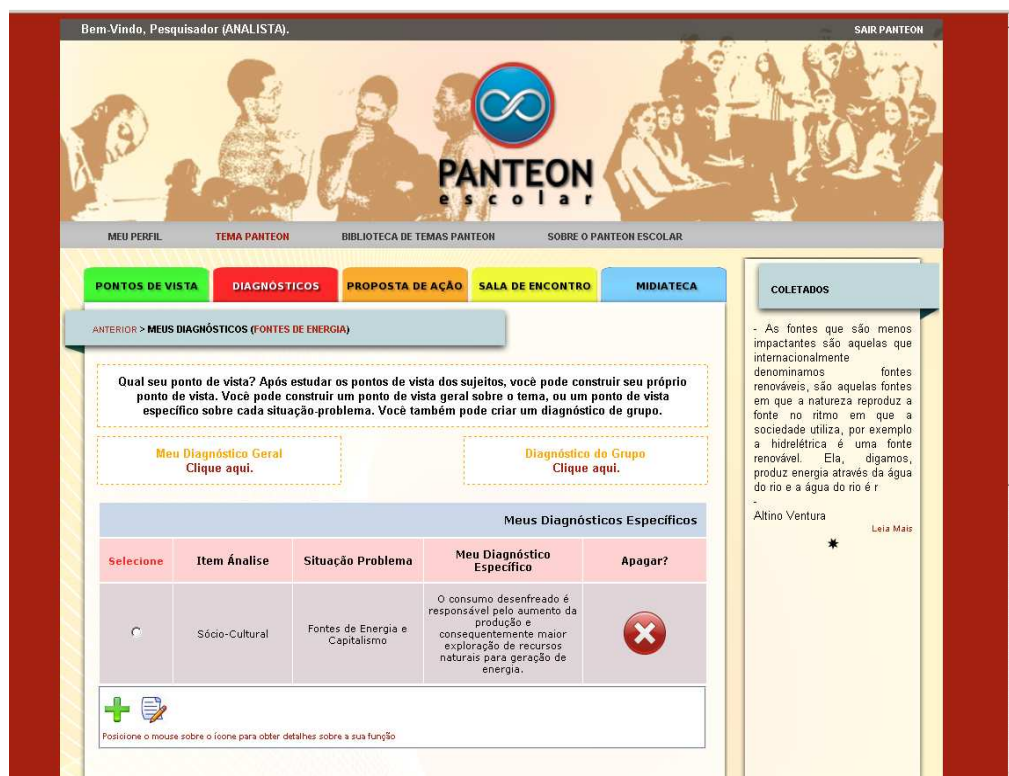 Bem-Vindo, Pesquisador (ANALISTA).
SAIR PANTEON
PANTEON
escolar
MEU PERFIL
TEMA PANTEON
BIBLIOTECA DE TEMAS PANTEON
SOBRE O PANTEON ESCOLAR
PONTOS DE VISTA
DIAGNÓSTICOS
PROPOSTA DE AÇÃO
SALA DE ENCONTRO
MIDIATECA
ANTERIOR > MEUS DIAGNÓSTICOS (FONTES DE ENERGIA)
Qual seu ponto de vista? Após estudar os pontos de vista dos sujeitos, você pode construir seu próprio
ponto de vista. Você pode construir um ponto de vista geral sobre o tema, ou um ponto de vista
específico sobre cada situação-problema. Você também pode criar um diagnóstico de grupo.
Meu Diagnóstico Geral
Clique aqui.
Diagnóstico do Grupo
Clique aqui.
Meus Diagnósticos Específicos
Selecione
Item Ánalise
Situação Problema
Meu Diagnóstico
Específico
Apagar?
Sócio-Cultural
Fontes de Energia e
Capitalismo
O consumo desenfreado é
responsável pelo aumento da
produção e
consequentemente maior
exploração de recursos
naturais para geração de
energia.
Posicione o mouse sobre o ícone para obter detalhes sobre a sua função
COLETADOS
- As fontes que são menos
impactantes são aquelas que
internacionalmente
denominamos fontes
renováveis, são aquelas fontes
em que a natureza reproduz a
fonte no ritmo em que a
sociedade utiliza, por exemplo
a hidrelétrica é uma fonte
renovável. Ela, digamos,
produz energia através da água
do rio e a água do rio é r
-
Altino Ventura
Leia Mais